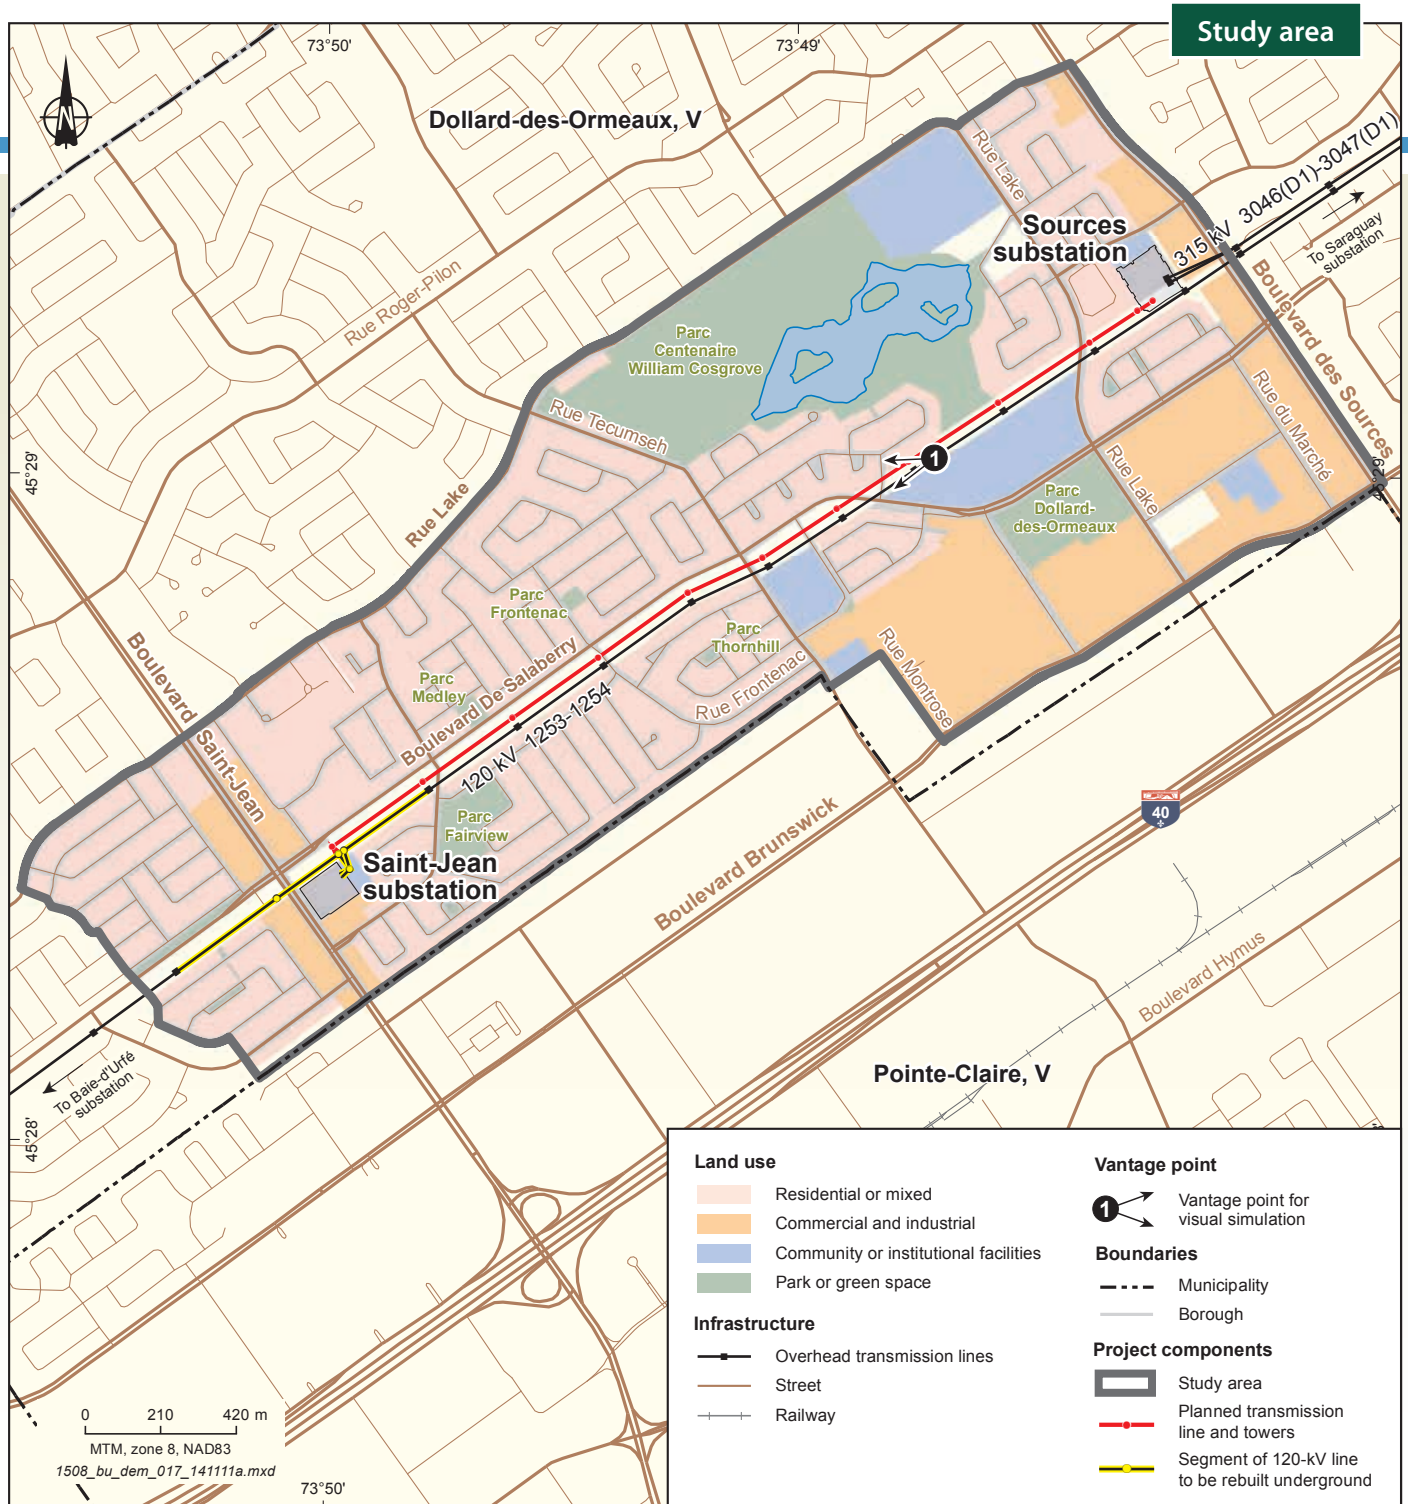 Study area
73°50'
73°49'
Dollard-des-Ormeaux, V
N
Rue Lake
Sources
substation
315 kV 3046(D1)-3047(D1)
To Saraguay
substation
Boulevard des Sources
Rue Roger-Pilon
Parc
Centenaire
William Cosgrove
Rue Tecumseh
Rue du Marché
45°29'
45°29'
1
Rue Lake
Parc
Dollard-
des-Ormeaux
Rue Lake
Parc
Frontenac
Parc
Thornhill
Boulevard Saint-Jean
Parc
Medley
Boulevard De Salaberry
Rue Frontenac
Rue Montrose
120 kV 1253-1254
Parc
Fairview
40
Saint-Jean
substation
Boulevard Brunswick
Boulevard Hymus
To Baie-d'Urfé
substation
Pointe-Claire, V
45°28'
Land use
Residential or mixed
Commercial and industrial
Community or institutional facilities
Park or green space
Infrastructure
Overhead transmission lines
Street
Railway
Vantage point
1
Vantage point for
visual simulation
Boundaries
Municipality
Borough
Project components
Study area
Planned transmission
line and towers
Segment of 120-kV line
to be rebuilt underground
0 210 420 m
MTM, zone 8, NAD83
1508_bu_dem_017_141111a.mxd
73°50'